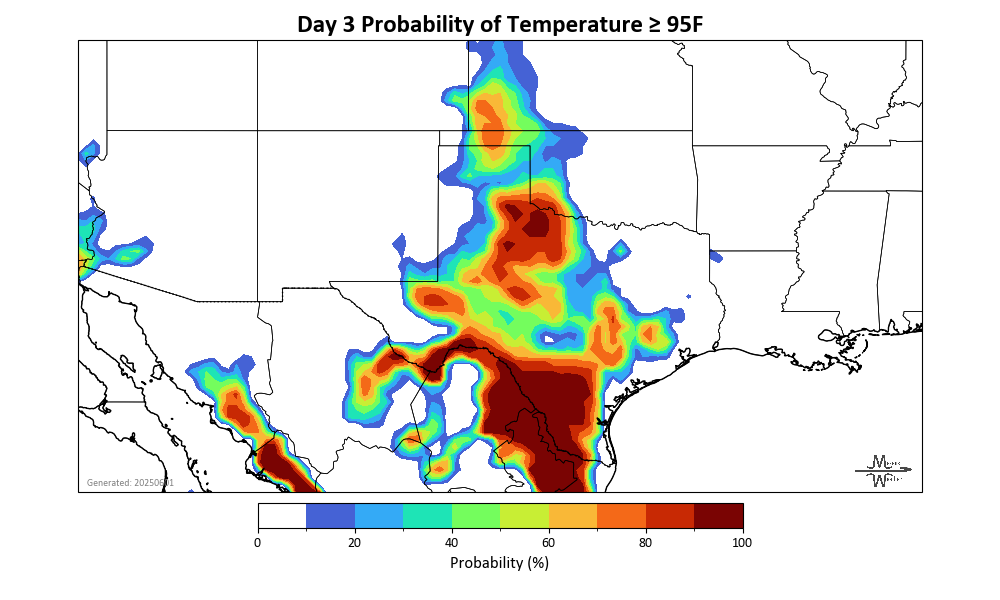 Day 3 Probability of Temperature ≥ 95F
Generated: 20250601
0 20 40 60 80 100
Probability (%)